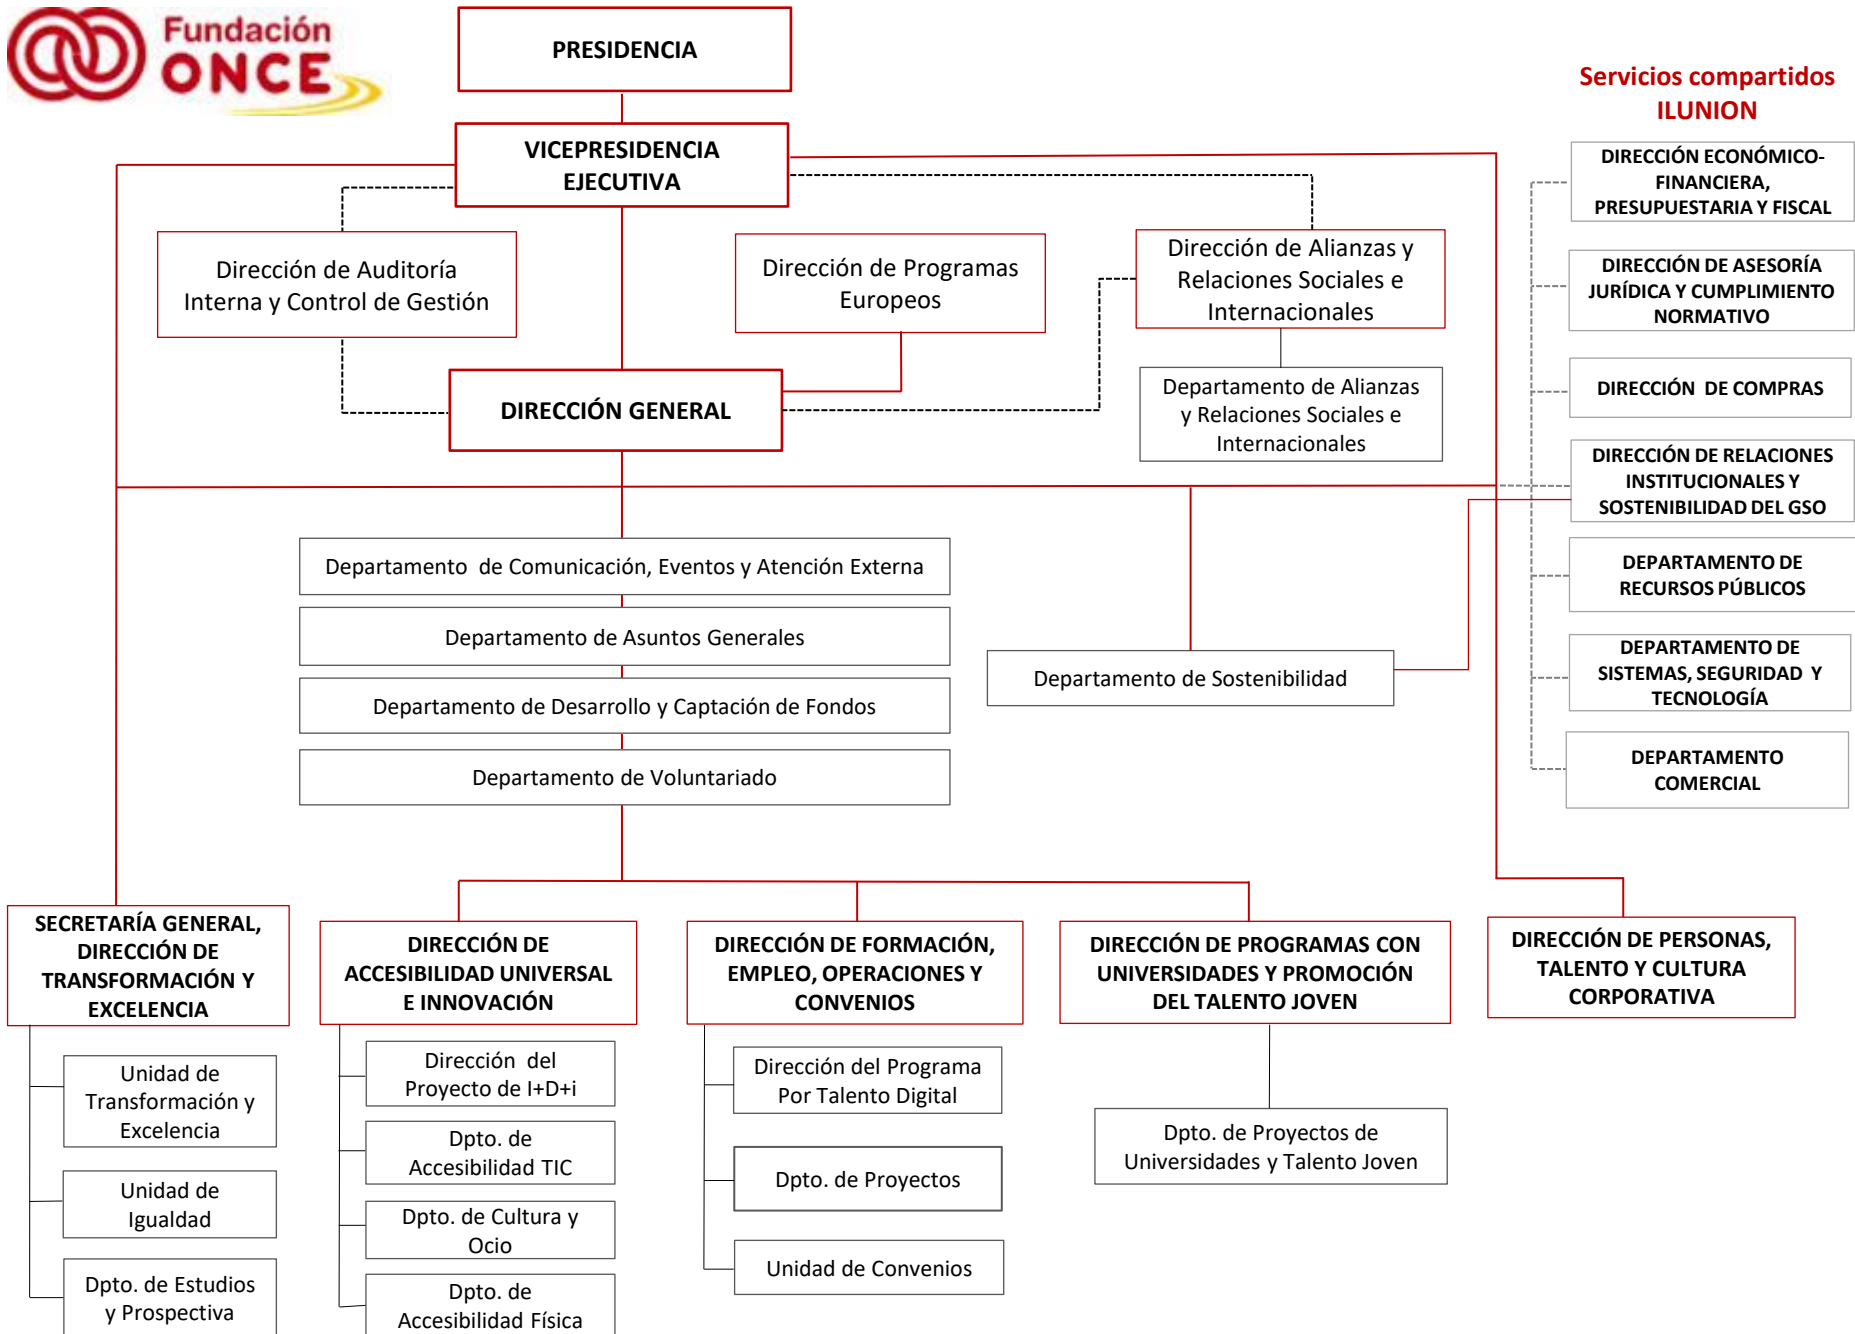 Fundación
ONCE
PRESIDENCIA
Servicios compartidos
ILUNION
VICEPRESIDENCIA
EJECUTIVA
DIRECCIÓN ECONÓMICO-
FINANCIERA,
PRESUPUESTARIA Y FISCAL
Dirección de Auditoría
Interna y Control de Gestión
Dirección de Programas
Europeos
Dirección de Alianzas y
Relaciones Sociales e
Internacionales
DIRECCIÓN DE ASESORÍA
JURÍDICA Y CUMPLIMIENTO
NORMATIVO
DIRECCIÓN GENERAL
Departamento de Alianzas
y Relaciones Sociales e
Internacionales
DIRECCIÓN DE COMPRAS
DIRECCIÓN DE RELACIONES
INSTITUCIONALES Y
SOSTENIBILIDAD DEL GSO
Departamento de Comunicación, Eventos y Atención Externa
DEPARTAMENTO DE
RECURSOS PÚBLICOS
Departamento de Asuntos Generales
Departamento de Sostenibilidad
DEPARTAMENTO DE
SISTEMAS, SEGURIDAD Y
TECNOLOGÍA
Departamento de Desarrollo y Captación de Fondos
Departamento de Voluntariado
DEPARTAMENTO
COMERCIAL
SECRETARÍA GENERAL,
DIRECCIÓN DE
TRANSFORMACIÓN Y
EXCELENCIA
DIRECCIÓN DE
ACCESIBILIDAD UNIVERSAL
E INNOVACIÓN
DIRECCIÓN DE FORMACIÓN,
EMPLEO, OPERACIONES Y
CONVENIOS
DIRECCIÓN DE PROGRAMAS CON
UNIVERSIDADES Y PROMOCIÓN
DEL TALENTO JOVEN
DIRECCIÓN DE PERSONAS,
TALENTO Y CULTURA
CORPORATIVA
Unidad de
Transformación y
Excelencia
Unidad de
Igualdad
Dpto. de Estudios
y Prospectiva
Dirección del
Proyecto de I+D+i
Dpto. de
Accesibilidad TIC
Dpto. de Cultura y
Ocio
Dpto. de
Accesibilidad Física
Dirección del Programa
Por Talento Digital
Dpto. de Proyectos
Unidad de Convenios
Dpto. de Proyectos de
Universidades y Talento Joven